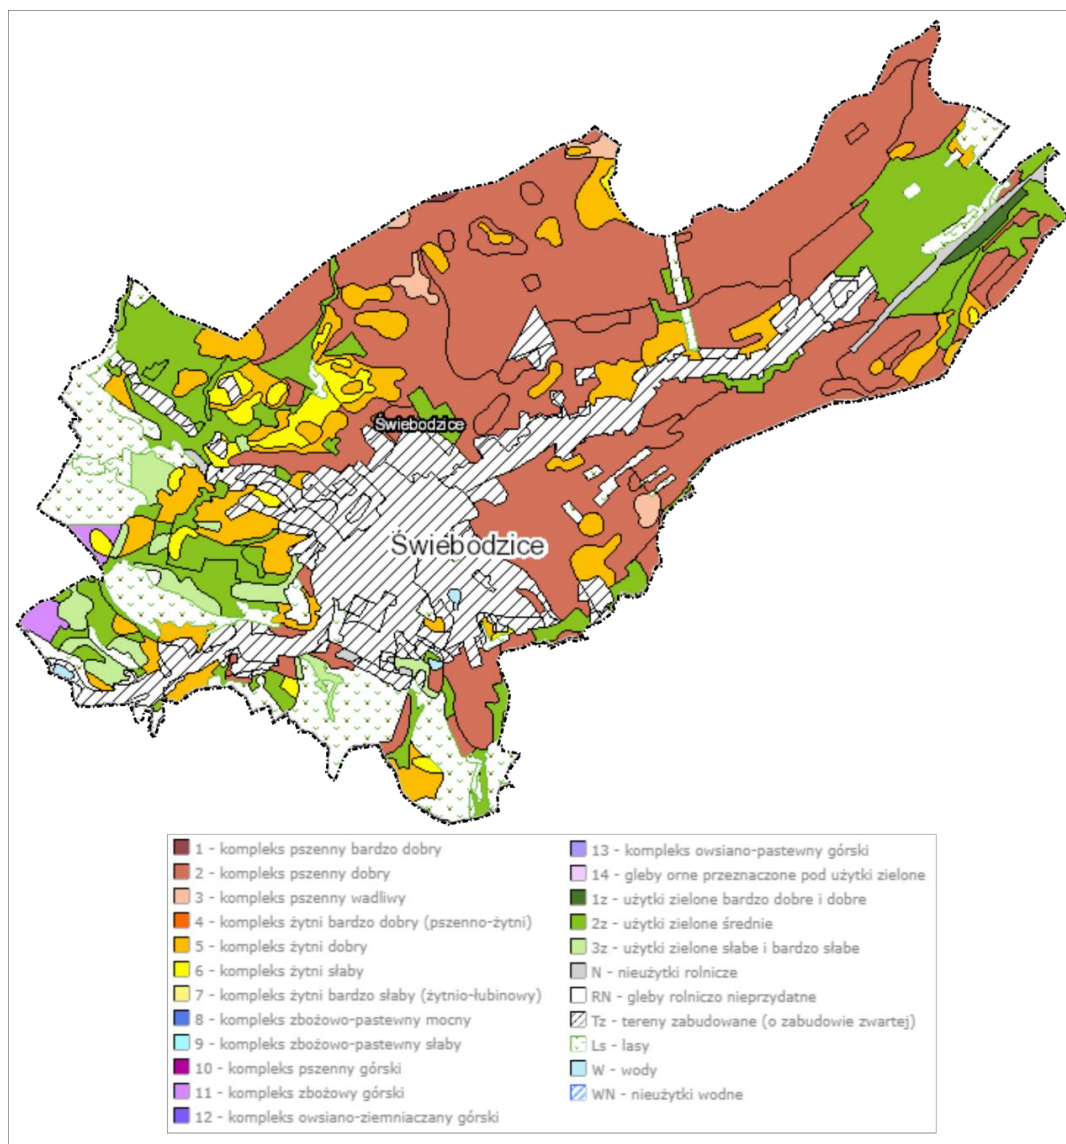 Świebodzice
Świebodzice
1 - kompleks pszenny bardzo dobry
2 - kompleks pszenny dobry
3 - kompleks pszenny wadliwy
4 - kompleks żytni bardzo dobry (pszenno-żytni)
5 - kompleks żytni dobry
6 - kompleks żytni słaby
7 - kompleks żytni bardzo słaby (żytnio-łubinowy)
8 - kompleks zbożowo-pastewny mocny
9 - kompleks zbożowo-pastewny słaby
10 - kompleks pszenny górski
11 - kompleks zbożowy górski
12 - kompleks owsiano-ziemniaczany górski
13 - kompleks owsiano-pastewny górski
14 - gleby orne przeznaczone pod użytki zielone
1z - użytki zielone bardzo dobre i dobre
2z - użytki zielone średnie
3z - użytki zielone słabe i bardzo słabe
N - nieużytki rolnicze
RN - gleby rolniczo nieprzydatne
Tz - tereny zabudowane (o zabudowie zwartej)
Ls - lasy
W - wody
WN - nieużytki wodne